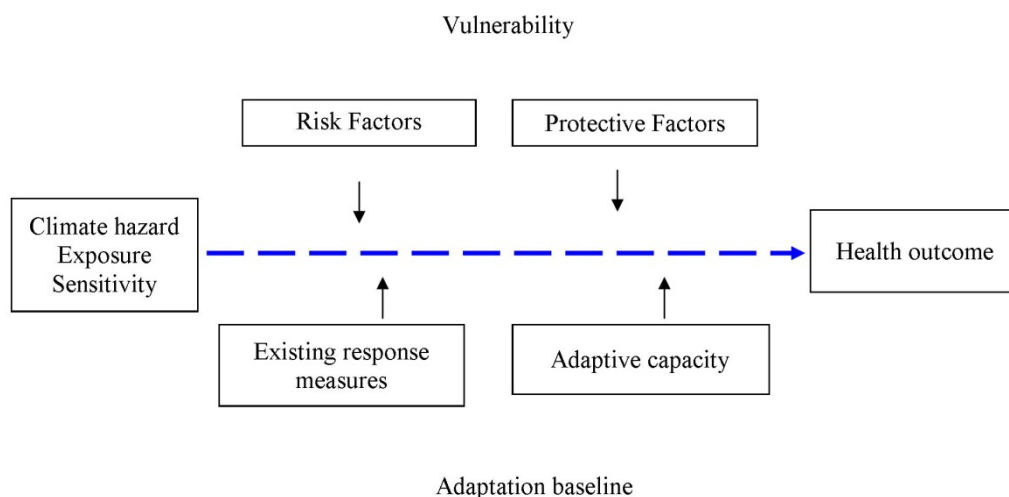 Vulnerability
Risk Factors
Protective Factors
Climate hazard
Exposure
Sensitivity
Health outcome
Existing response
measures
Adaptive capacity
Adaptation baseline